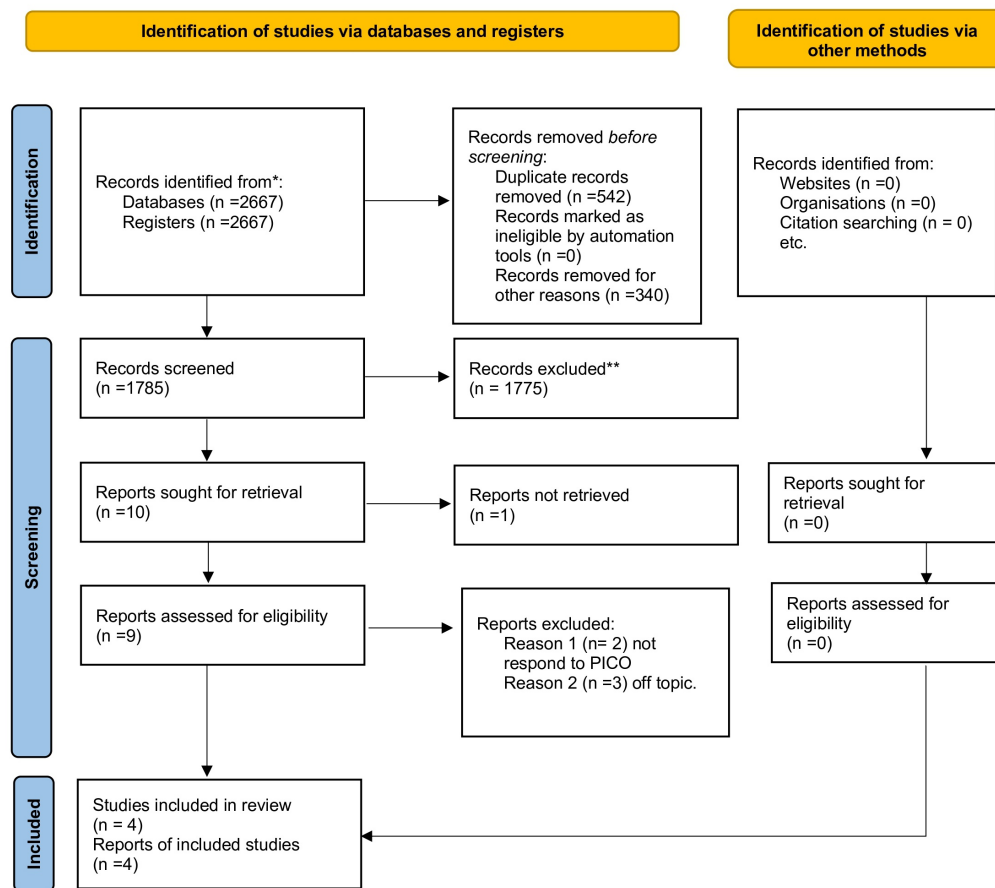 Identification of studies via databases and registers
Identification of studies via
other methods
Identification
Records identified from*:
Databases (n =2667)
Registers (n =2667)
Records removed before
screening:
Duplicate records
removed (n =542)
Records marked as
ineligible by automation
tools (n =0)
Records removed for
other reasons (n =340)
Records identified from:
Websites (n =0)
Organisations (n =0)
Citation searching (n = 0)
etc.
Screening
Records screened
(n =1785)
Records excluded**
(n = 1775)
Reports sought for retrieval
(n =10)
Reports not retrieved
(n =1)
Reports sought for
retrieval
(n =0)
Reports assessed for eligibility
(n =9)
Reports excluded:
Reason 1 (n= 2) not
respond to PICO
Reason 2 (n =3) off topic.
Reports assessed for
eligibility
(n =0)
Included
Studies included in review
(n = 4)
Reports of included studies
(n =4)